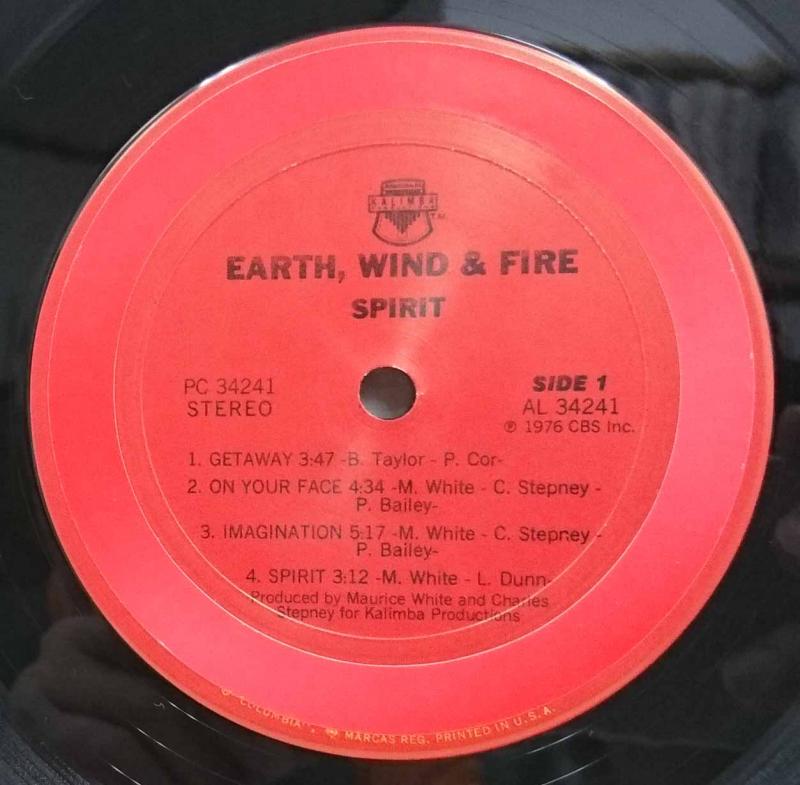 KALIMBA
TM
EARTH, WIND & FIRE
SPIRIT
PC 34241
STEREO
SIDE 1
AL 34241
℗ 1976 CBS Inc.
1. GETAWAY 3:47 -B. Taylor - P. Cor-
2. ON YOUR FACE 4:34 -M. White - C. Stepney -
P. Bailey-
3. IMAGINATION 5:17 -M. White - C. Stepney -
P. Bailey-
4. SPIRIT 3:12 -M. White - L. Dunn-
Produced by Maurice White and Charles
Stepney for Kalimba Productions
COLUMBIA MARCAS REG. PRINTED IN U.S.A.